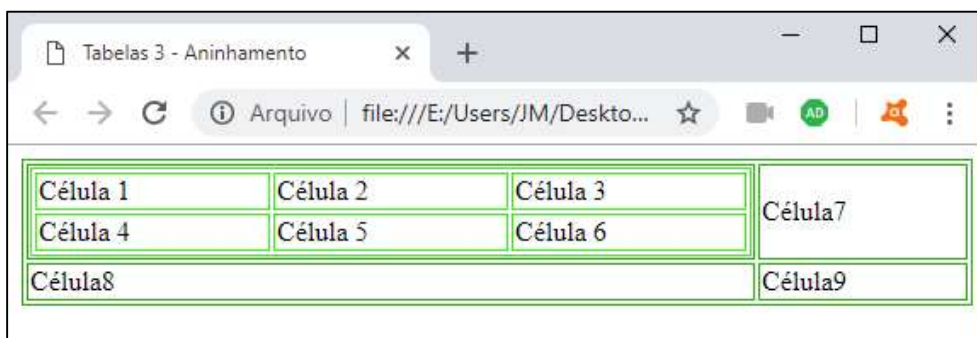 Tabelas 3 - Aninhamento
Arquivo file:///E:/Users/JM/Deskto...
AD
Célula 1 Célula 2 Célula 3
Célula7
Célula 4 Célula 5 Célula 6
Célula8 Célula9